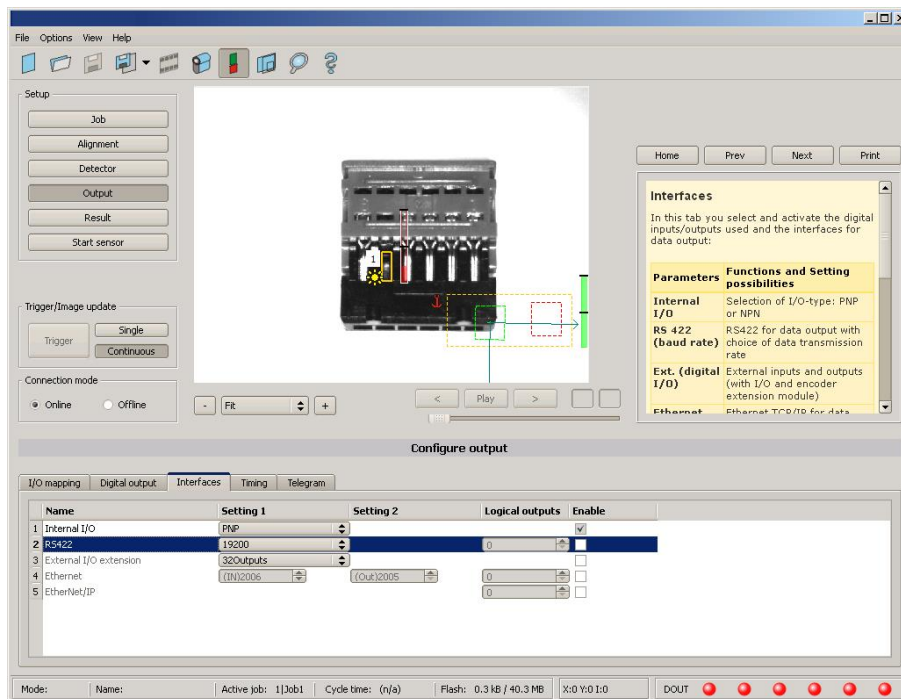 File Options View Help
Setup
Job
Alignment
Detector
Output
Result
Start sensor
Trigger/Image update
Trigger
Single
Continuous
Connection mode
Online Offline
1
- Fit +
< Play >
Home Prev Next Print
Interfaces
In this tab you select and activate the digital
inputs/outputs used and the interfaces for
data output:
Parameters Functions and Setting
possibilities
Internal Selection of I/O-type: PNP
I/O or NPN
RS 422 RS422 for data output with
(baud rate) choice of data transmission
rate
Ext. (digital External inputs and outputs
I/O) (with I/O and encoder
extension module)
Ethernet Ethernet TCP/IP for data
Configure output
I/O mapping Digital output Interfaces Timing Telegram
Name Setting 1 Setting 2 Logical outputs Enable
1 Internal I/O PNP
2 RS422 19200 0
3 External I/O extension 32Outputs
4 Ethernet (IN)2006 (Out)2005 0
5 EtherNet/IP 0
Mode: Name: Active job: 1|Job1 Cycle time: (n/a) Flash: 0.3 kB / 40.3 MB X:0 Y:0 I:0 DOUT